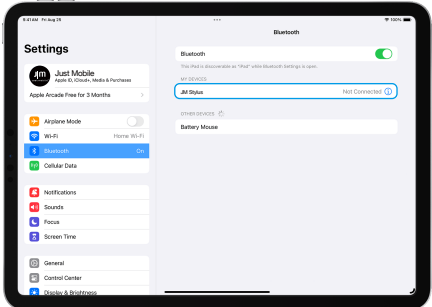 9:41 AM Fri Aug 29
100%
Settings
Bluetooth
JM
Just Mobile
Apple ID, iCloud+, Media & Purchases
Apple Arcade Free for 3 Months
Airplane Mode
Wi-Fi Home Wi-Fi
Bluetooth On
Cellular Data
Notifications
Sounds
Focus
Screen Time
General
Control Center
Display & Brightness
Bluetooth
This iPad is discoverable as "iPad" while Bluetooth Settings is open.
MY DEVICES
JM Stylus Not Connected
OTHER DEVICES
Battery Mouse